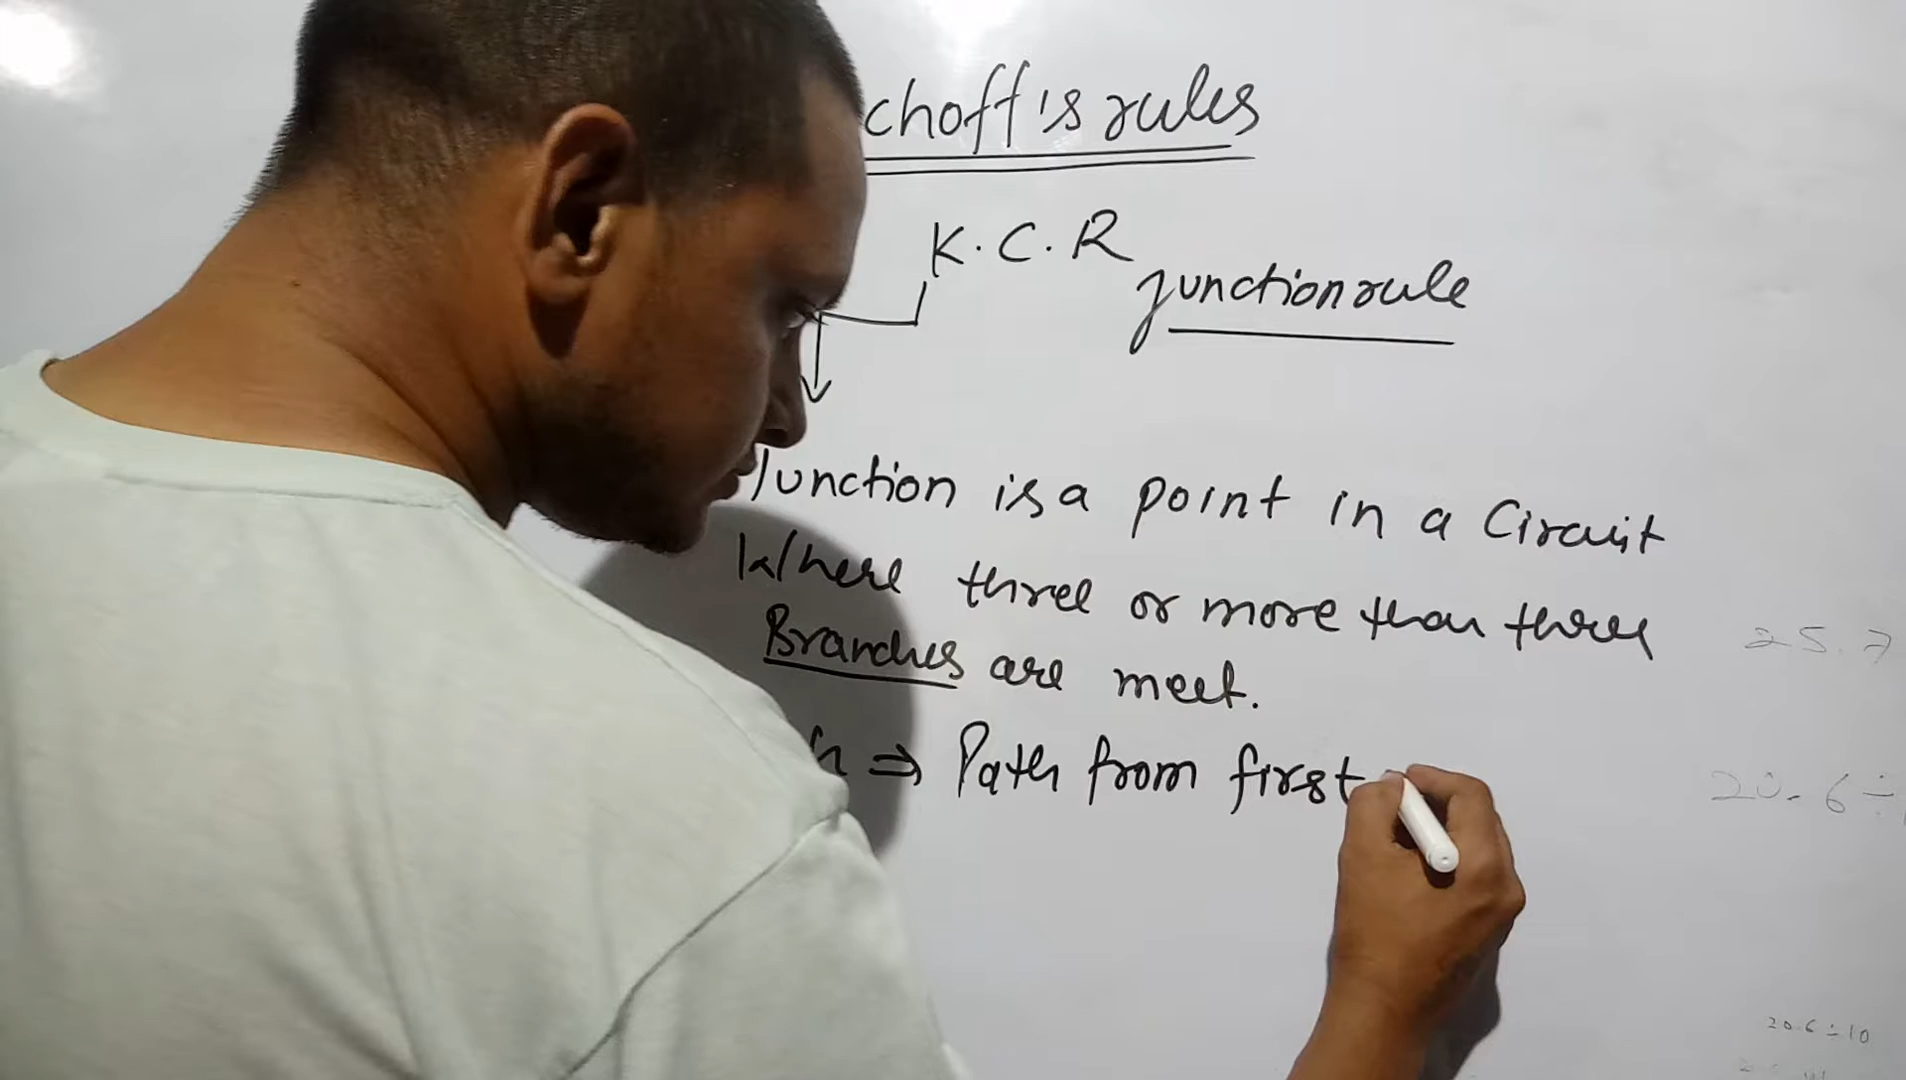 choff's rules
K.C.R
junction rule
Junction is a point in a Circuit
Where three or more than three
Branches are meet.
h ⇒ Path from first
25.7
20.6 ÷
20.6 ÷ 10